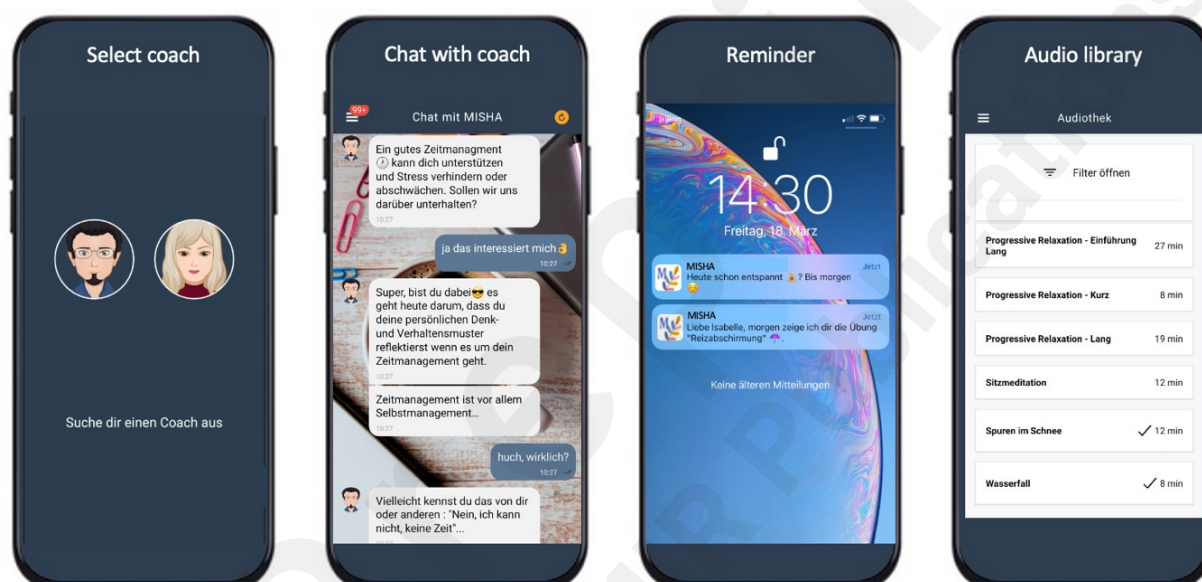 Select coach
Suche dir einen Coach aus
Chat with coach
99+
Chat mit MISHA
Ein gutes Zeitmanagment
🕐 kann dich unterstützen
und Stress verhindern oder
abschwächen. Sollen wir uns
darüber unterhalten?
10:27
ja das interessiert mich👌
10:27
Super, bist du dabei😎 es
geht heute darum, dass du
deine persönlichen Denk-
und Verhaltensmuster
reflektierst wenn es um dein
Zeitmanagement geht.
10:27
Zeitmanagement ist vor allem
Selbstmanagement...
10:27
huch, wirklich?
10:27
Vielleicht kennst du das von dir
oder anderen : "Nein, ich kann
nicht, keine Zeit"...
Reminder
14:30
Freitag, 18. März
MISHA
Jetzt
Heute schon entspannt 🧘? Bis morgen
☺️
MISHA
Jetzt
Liebe Isabelle, morgen zeige ich dir die Übung
"Reizabschirmung" ☂️.
Keine älteren Mitteilungen
Audio library
Audiothek
Filter öffnen
Progressive Relaxation - Einführung
Lang
27 min
Progressive Relaxation - Kurz
8 min
Progressive Relaxation - Lang
19 min
Sitzmeditation
12 min
Spuren im Schnee
✓ 12 min
Wasserfall
✓ 8 min